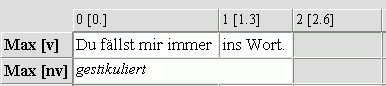 0 [0.] 1 [1.3] 2 [2.6]
Max [v] Du fällst mir immer ins Wort.
Max [nv] gestikuliert